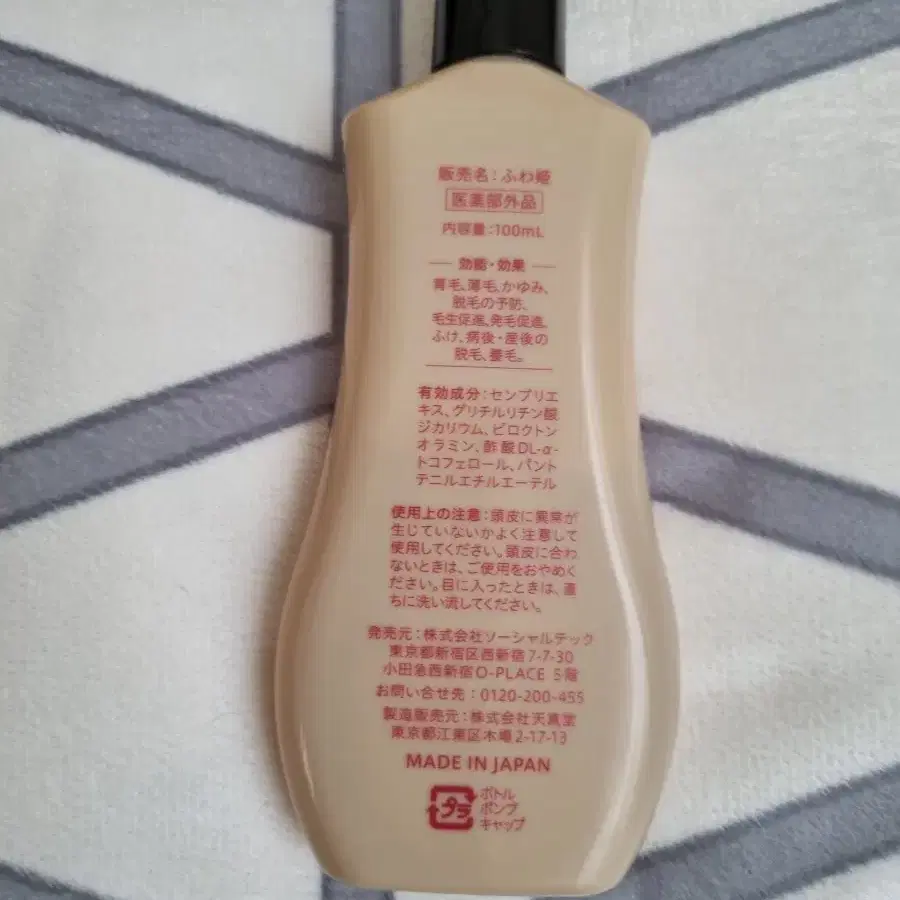 販売名：ふわ姫
医薬部外品
内容量：100mL
効能・効果
育毛、薄毛、かゆみ、
脱毛の予防、
毛生促進、発毛促進、
ふけ、病後・産後の
脱毛、養毛。
有効成分：センブリエ
キス、グリチルリチン酸
ジカリウム、ピロクトン
オラミン、酢酸DL-α-
トコフェロール、パント
テニルエチルエーテル
使用上の注意：頭皮に異常が
生じていないかよく注意して
使用してください。頭皮に合わ
ないときは、ご使用をおやめく
ださい。目に入ったときは、直
ちに洗い流してください。
発売元：株式会社ソーシャルテック
東京都新宿区西新宿7-7-30
小田急西新宿O-PLACE 5階
お問い合せ先：0120-200-455
製造販売元：株式会社天真堂
東京都江東区木場2-17-13
MADE IN JAPAN
プラ
ボトル
ポンプ
キャップ